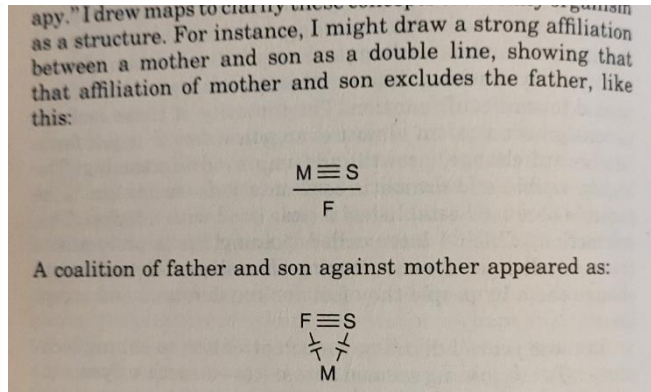 apy." I drew maps to clarify
as a structure. For instance, I might draw a strong affiliation
between a mother and son as a double line, showing that
that affiliation of mother and son excludes the father, like
this:
M≡S
F
A coalition of father and son against mother appeared as:
F≡S
M